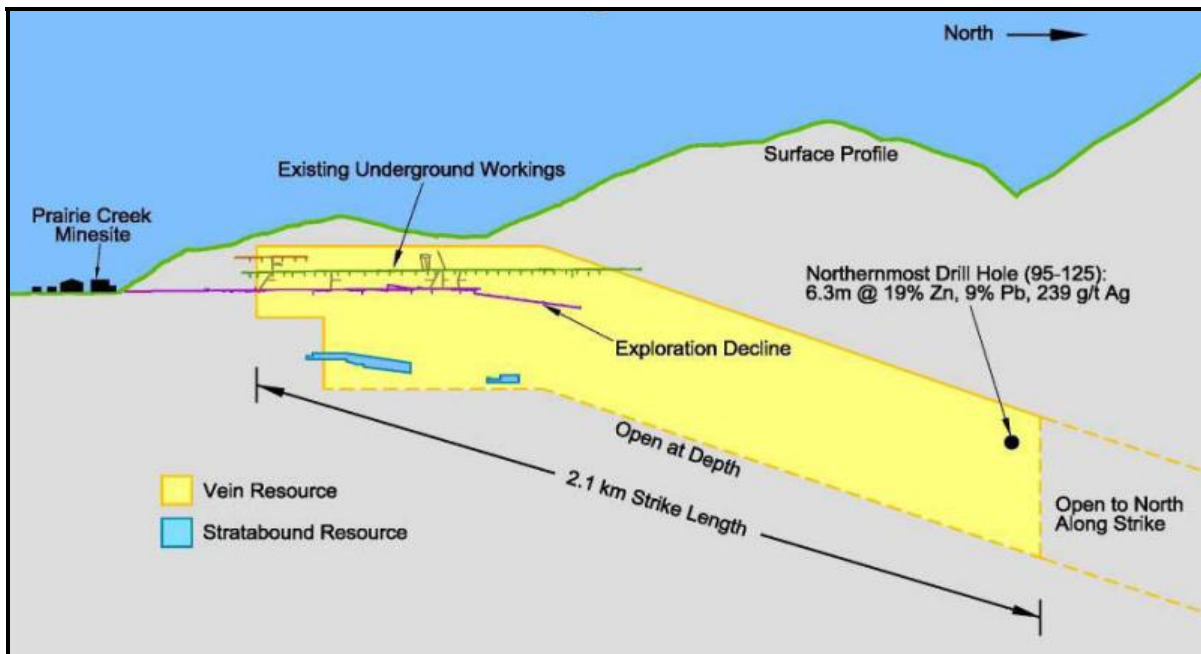 North
Surface Profile
Existing Underground Workings
Prairie Creek
Minesite
Northernmost Drill Hole (95-125):
6.3m @ 19% Zn, 9% Pb, 239 g/t Ag
Exploration Decline
Open at Depth
2.1 km Strike Length
Open to North
Along Strike
Vein Resource
Stratabound Resource